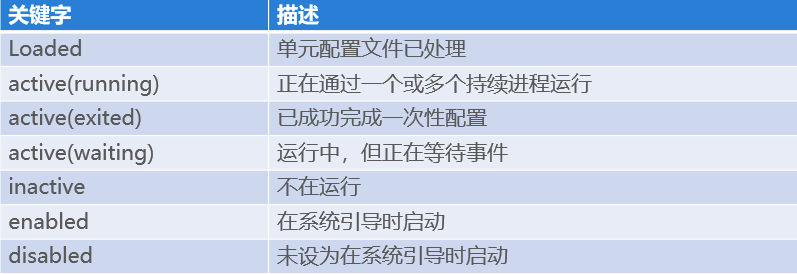 关键字 描述
Loaded 单元配置文件已处理
active(running) 正在通过一个或多个持续进程运行
active(exited) 已成功完成一次性配置
active(waiting) 运行中，但正在等待事件
inactive 不在运行
enabled 在系统引导时启动
disabled 未设为在系统引导时启动